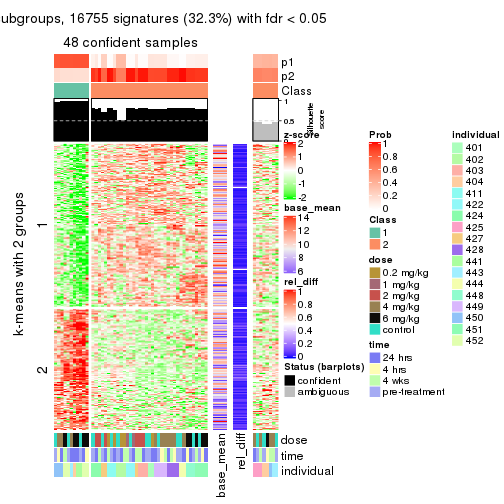 ubgroups, 16755 signatures (32.3%) with fdr < 0.05
48 confident samples
p1
p2
Class
1
0.5
0
Silhouette
score
k-means with 2 groups
1
2
z-score
2
1
0
-1
-2
base_mean
14
12
10
8
6
rel_diff
1
0.8
0.6
0.4
0.2
0
Status (barplots)
confident
ambiguous
Prob
1
0.8
0.6
0.4
0.2
0
Class
1
2
dose
0.2 mg/kg
1 mg/kg
2 mg/kg
4 mg/kg
6 mg/kg
control
time
24 hrs
4 hrs
4 wks
pre-treatment
individual
401
402
403
404
411
422
424
425
427
428
441
443
444
448
449
450
451
452
dose
time
individual
base_mean
rel_diff